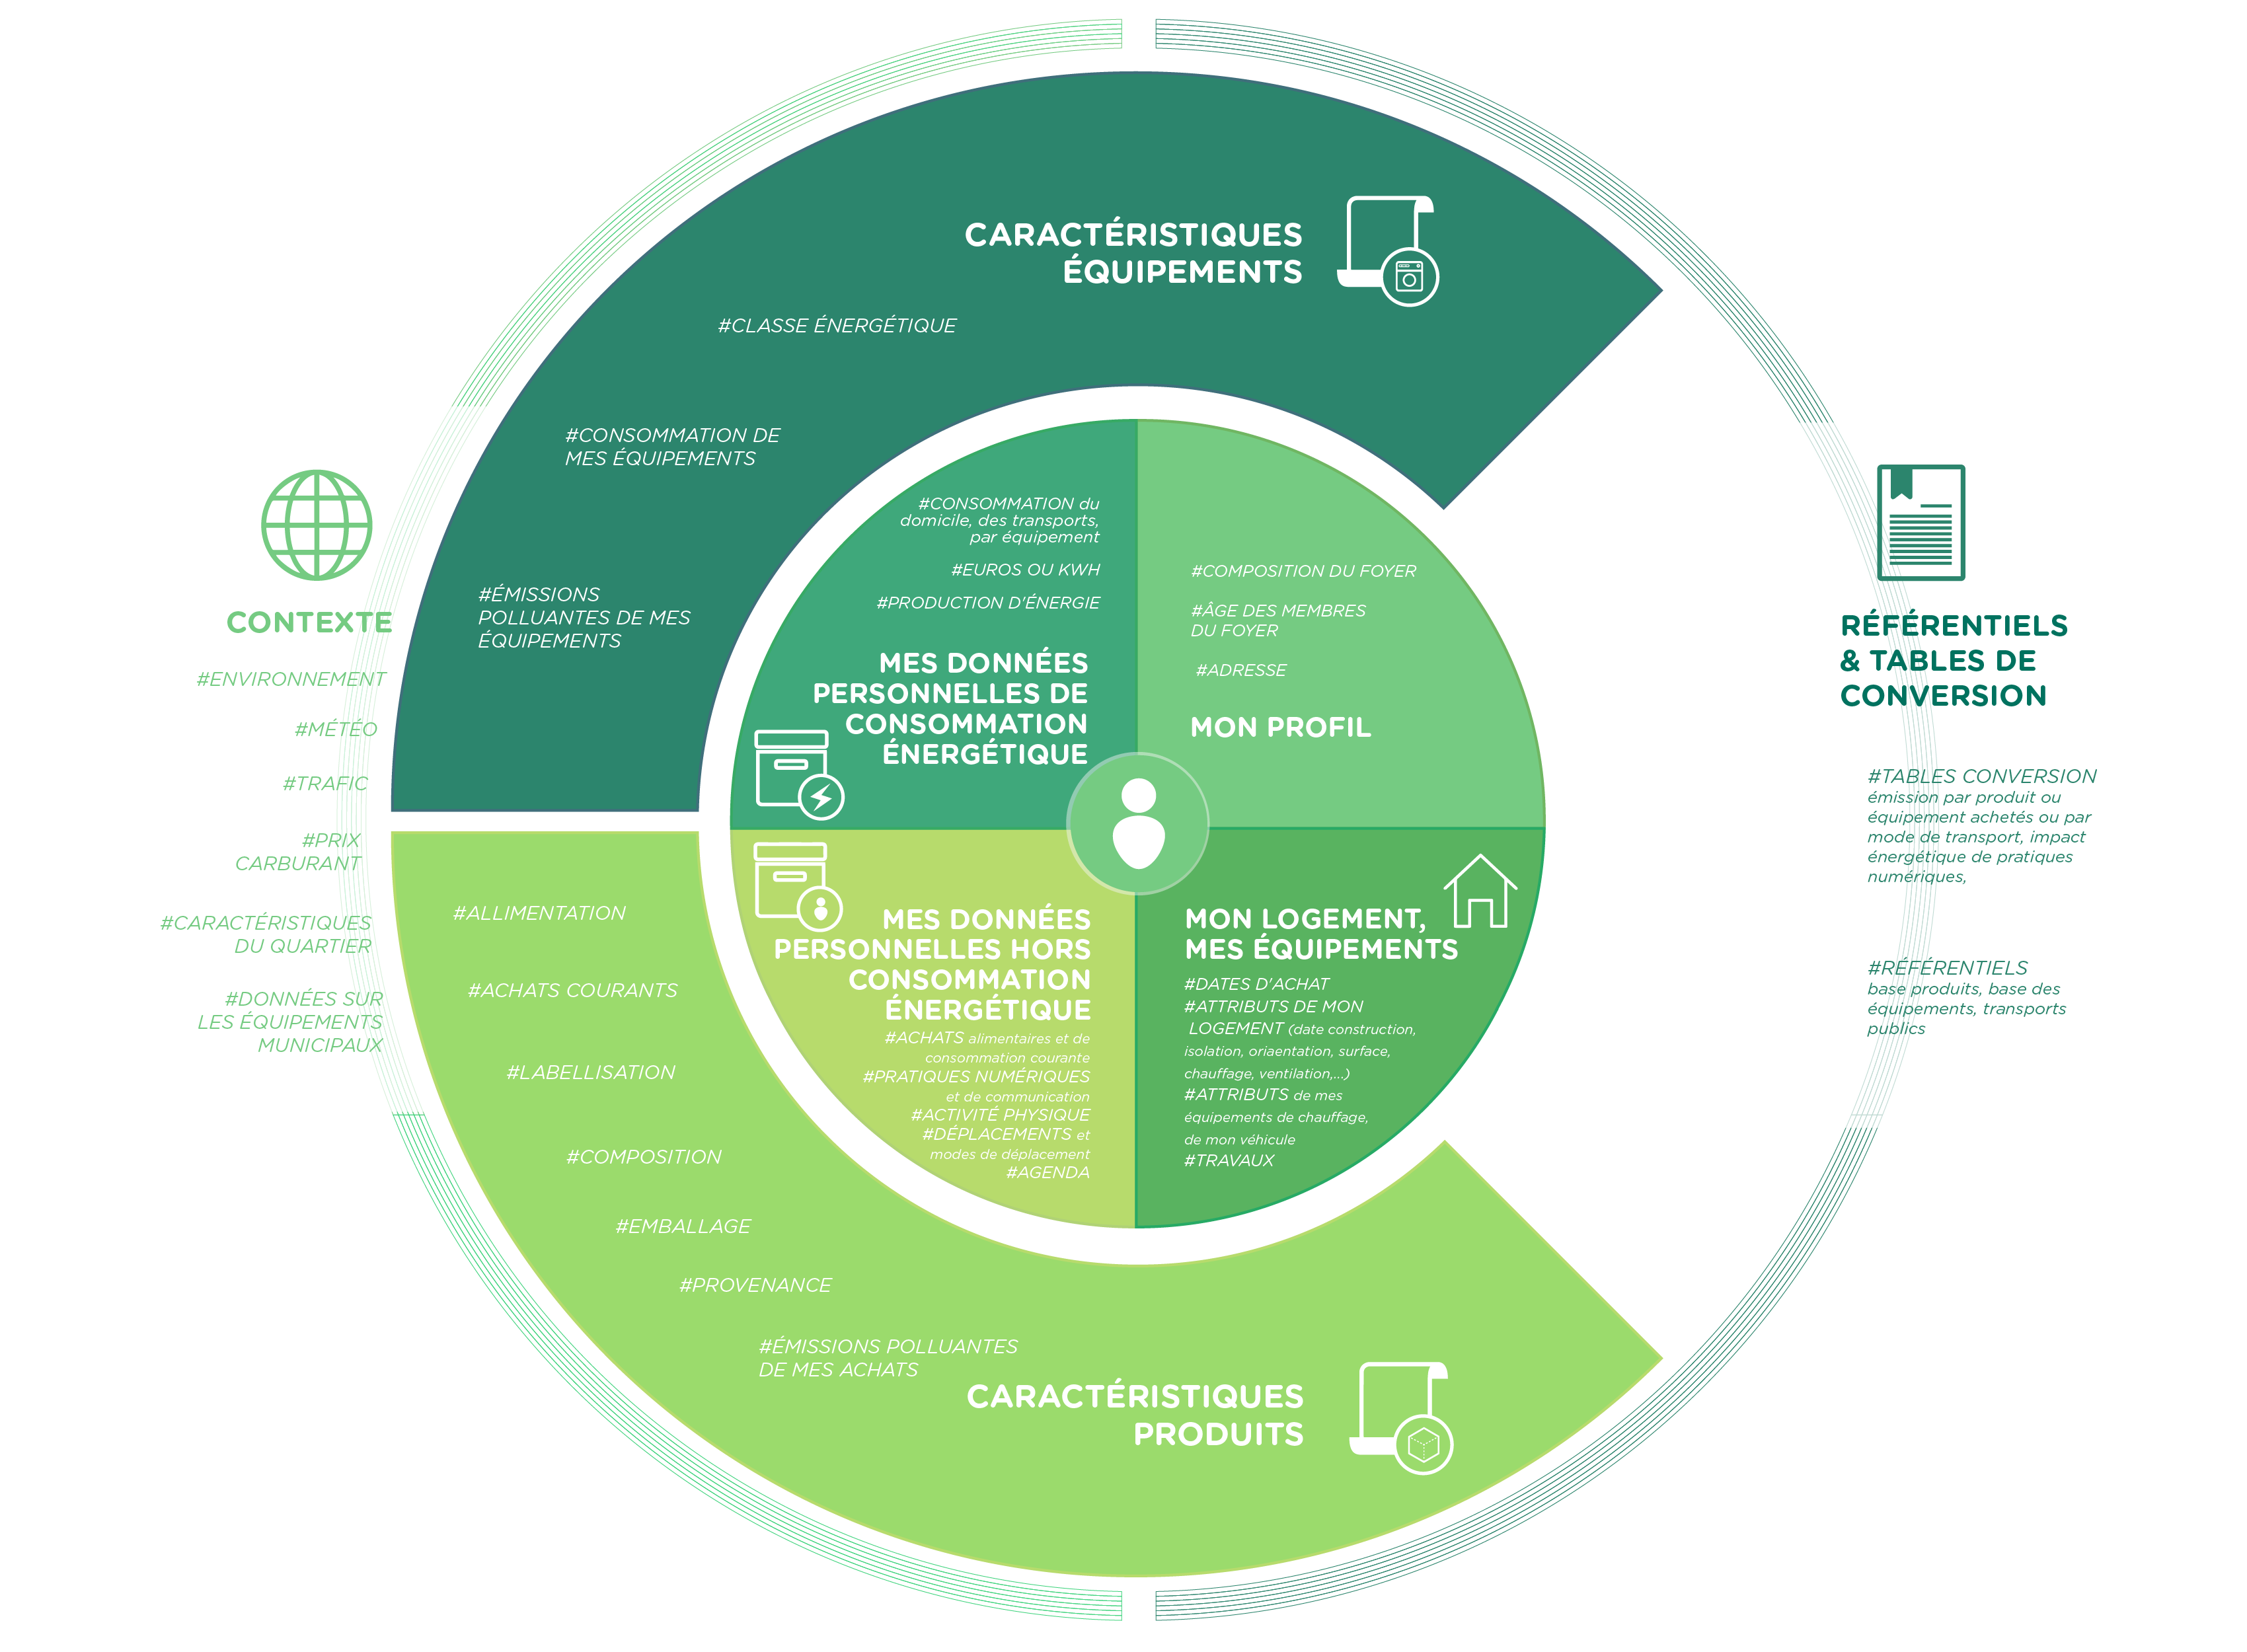 CARACTÉRISTIQUES
ÉQUIPEMENTS
#CLASSE ÉNERGÉTIQUE
#CONSOMMATION DE
MES ÉQUIPEMENTS
#ÉMISSIONS
POLLUANTES DE MES
ÉQUIPEMENTS
CONTEXTE
#ENVIRONNEMENT
#MÉTÉO
#TRAFIC
#PRIX
CARBURANT
#CARACTÉRISTIQUES
DU QUARTIER
#DONNÉES SUR
LES ÉQUIPEMENTS
MUNICIPAUX
#CONSOMMATION du
domicile, des transports,
par équipement
#EUROS OU KWH
#PRODUCTION D'ÉNERGIE
MES DONNÉES
PERSONNELLES DE
CONSOMMATION
ÉNERGÉTIQUE
#COMPOSITION DU FOYER
#ÂGE DES MEMBRES
DU FOYER
#ADRESSE
MON PROFIL
RÉFÉRENTIELS
& TABLES DE
CONVERSION
#TABLES CONVERSION
émission par produit ou
équipement achetés ou par
mode de transport, impact
énergétique de pratiques
numériques,
#RÉFÉRENTIELS
base produits, base des
équipements, transports
publics
MES DONNÉES
PERSONNELLES HORS
CONSOMMATION
ÉNERGÉTIQUE
#ACHATS alimentaires et de
consommation courante
#PRATIQUES NUMÉRIQUES
et de communication
#ACTIVITÉ PHYSIQUE
#DÉPLACEMENTS et
modes de déplacement
#AGENDA
MON LOGEMENT,
MES ÉQUIPEMENTS
#DATES D'ACHAT
#ATTRIBUTS DE MON
LOGEMENT (date construction,
isolation, oriaentation, surface,
chauffage, ventilation,...)
#ATTRIBUTS de mes
équipements de chauffage,
de mon véhicule
#TRAVAUX
#ALLIMENTATION
#ACHATS COURANTS
#LABELLISATION
#COMPOSITION
#EMBALLAGE
#PROVENANCE
#ÉMISSIONS POLLUANTES
DE MES ACHATS
CARACTÉRISTIQUES
PRODUITS